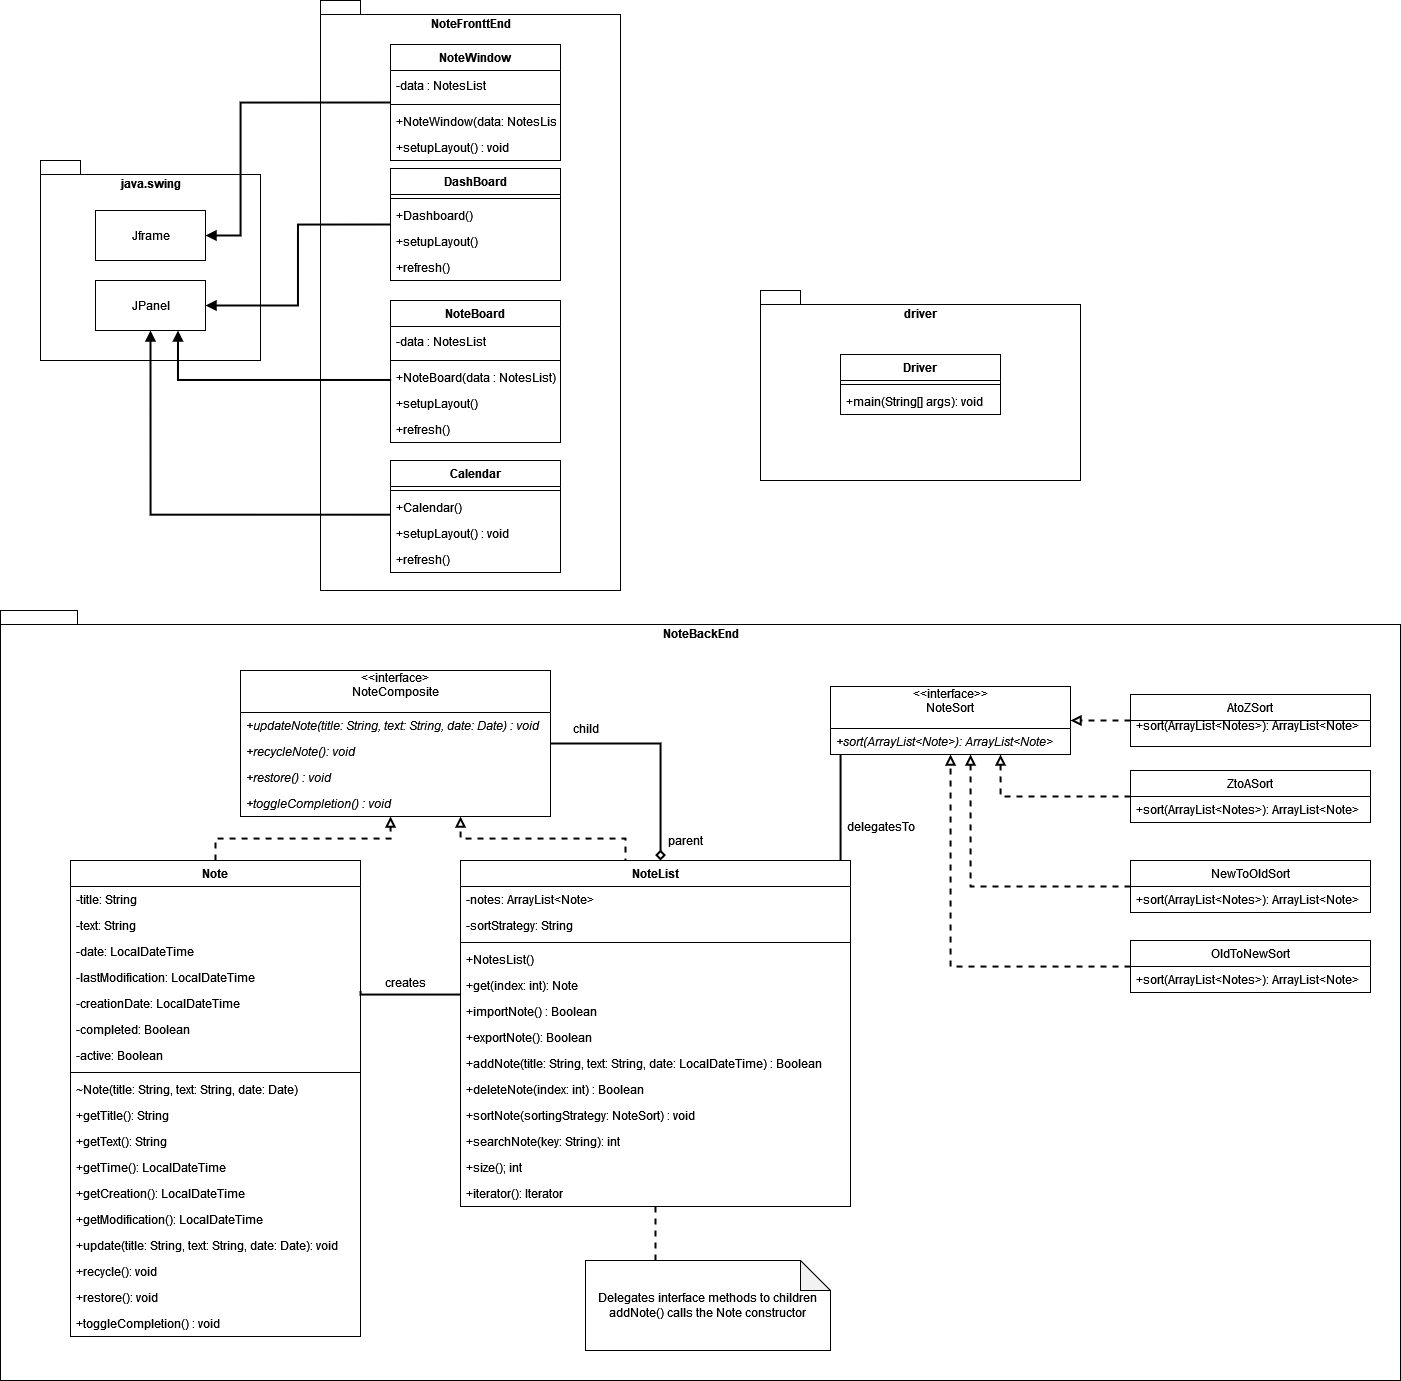 NoteFronttEnd
NoteWindow
-data : NotesList
+NoteWindow(data: NotesLis
+setupLayout() : void
DashBoard
+Dashboard()
+setupLayout()
+refresh()
NoteBoard
-data : NotesList
+NoteBoard(data : NotesList)
+setupLayout()
+refresh()
Calendar
+Calendar()
+setupLayout() : void
+refresh()
java.swing
Jframe
JPanel
driver
Driver
+main(String[] args): void
NoteBackEnd
<<interface>
NoteComposite
+updateNote(title: String, text: String, date: Date) : void
+recycleNote(): void
+restore() : void
+toggleCompletion() : void
child
parent
<<interface>>
NoteSort
+sort(ArrayList<Note>): ArrayList<Note>
delegatesTo
AtoZSort
+sort(ArrayList<Notes>): ArrayList<Note>
ZtoASort
+sort(ArrayList<Notes>): ArrayList<Note>
NewToOldSort
+sort(ArrayList<Notes>): ArrayList<Note>
OldToNewSort
+sort(ArrayList<Notes>): ArrayList<Note>
Note
-title: String
-text: String
-date: LocalDateTime
-lastModification: LocalDateTime
-creationDate: LocalDateTime
-completed: Boolean
-active: Boolean
~Note(title: String, text: String, date: Date)
+getTitle(): String
+getText(): String
+getTime(): LocalDateTime
+getCreation(): LocalDateTime
+getModification(): LocalDateTime
+update(title: String, text: String, date: Date): void
+recycle(): void
+restore(): void
+toggleCompletion() : void
creates
NoteList
-notes: ArrayList<Note>
-sortStrategy: String
+NotesList()
+get(index: int): Note
+importNote() : Boolean
+exportNote(): Boolean
+addNote(title: String, text: String, date: LocalDateTime) : Boolean
+deleteNote(index: int) : Boolean
+sortNote(sortingStrategy: NoteSort) : void
+searchNote(key: String): int
+size(); int
+iterator(): Iterator
Delegates interface methods to children
addNote() calls the Note constructor